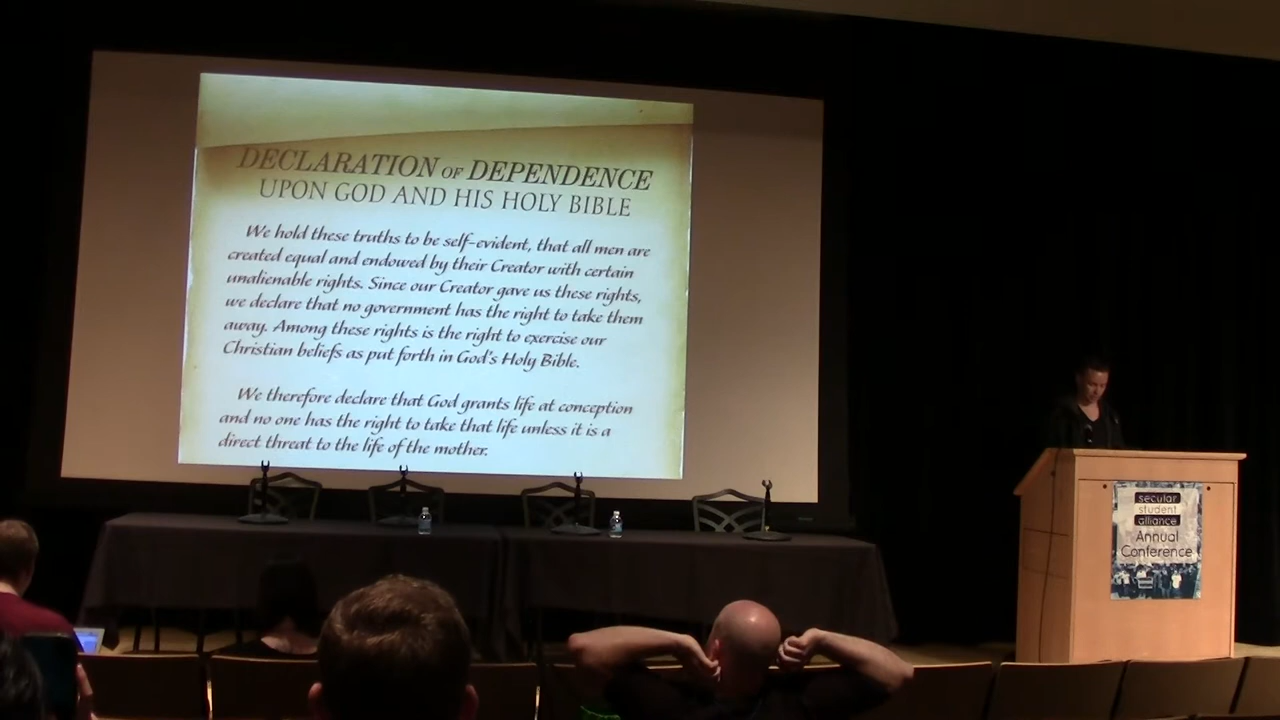 DECLARATION OF DEPENDENCE
UPON GOD AND HIS HOLY BIBLE
We hold these truths to be self-evident, that all men are
created equal and endowed by their Creator with certain
unalienable rights. Since our Creator gave us these rights,
we declare that no government has the right to take them
away. Among these rights is the right to exercise our
Christian beliefs as put forth in God's Holy Bible.
We therefore declare that God grants life at conception
and no one has the right to take that life unless it is a
direct threat to the life of the mother.
secular
student
alliance
Annual
Conference